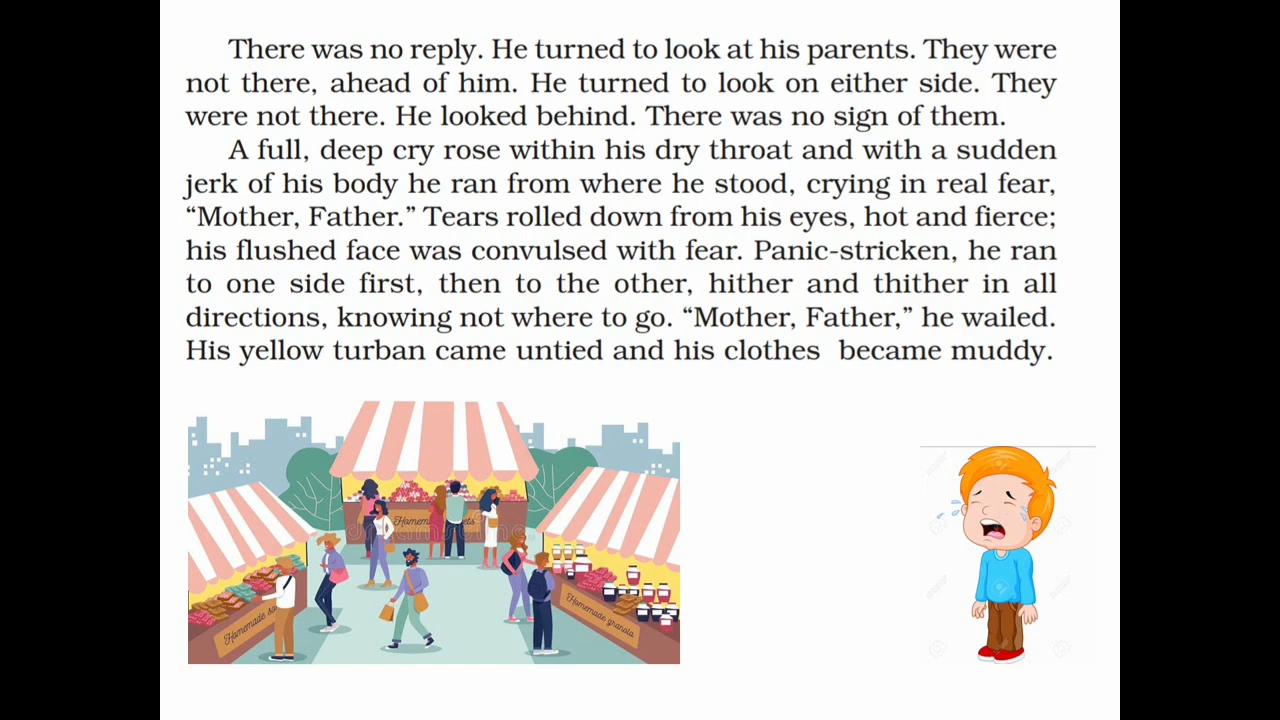 There was no reply. He turned to look at his parents. They were
not there, ahead of him. He turned to look on either side. They
were not there. He looked behind. There was no sign of them.
A full, deep cry rose within his dry throat and with a sudden
jerk of his body he ran from where he stood, crying in real fear,
“Mother, Father.” Tears rolled down from his eyes, hot and fierce;
his flushed face was convulsed with fear. Panic-stricken, he ran
to one side first, then to the other, hither and thither in all
directions, knowing not where to go. “Mother, Father,” he wailed.
His yellow turban came untied and his clothes became muddy.
Homemade
Homemade granola